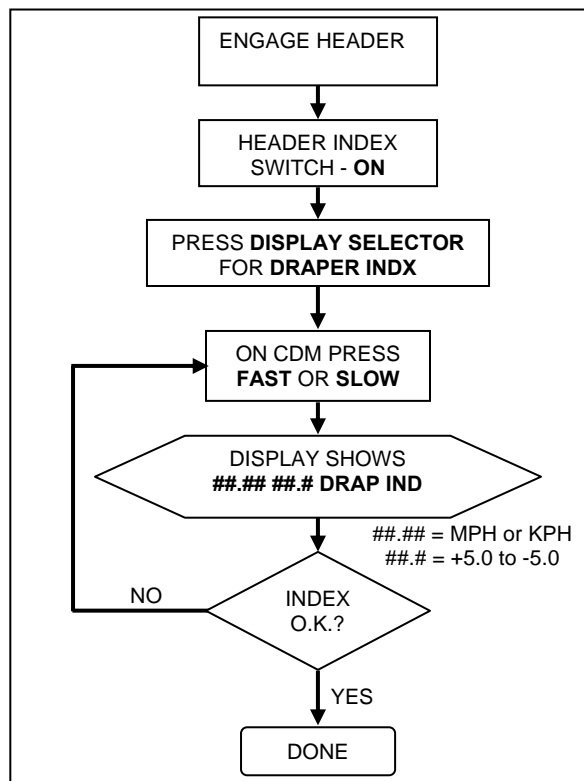 ENGAGE HEADER
HEADER INDEX
SWITCH - ON
PRESS DISPLAY SELECTOR
FOR DRAPER INDX
ON CDM PRESS
FAST OR SLOW
DISPLAY SHOWS
##.## ##.# DRAP IND
##.## = MPH or KPH
##.# = +5.0 to -5.0
NO
INDEX
O.K.?
YES
DONE